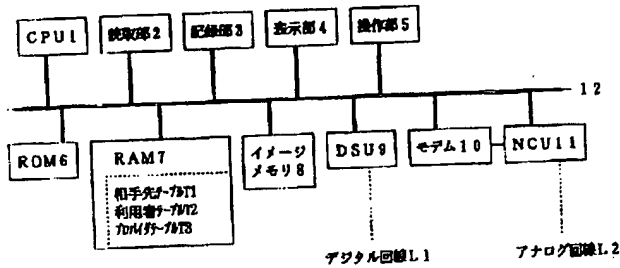 CPU1
読取部2
記録部3
表示部4
操作部5
12
ROM6
RAM7
相手先テーブルT1
利用者テーブルT2
プロバイダテーブルT3
イメージ
メモリ8
DSU9
モデム10
NCU11
デジタル回線L1
アナログ回線L2